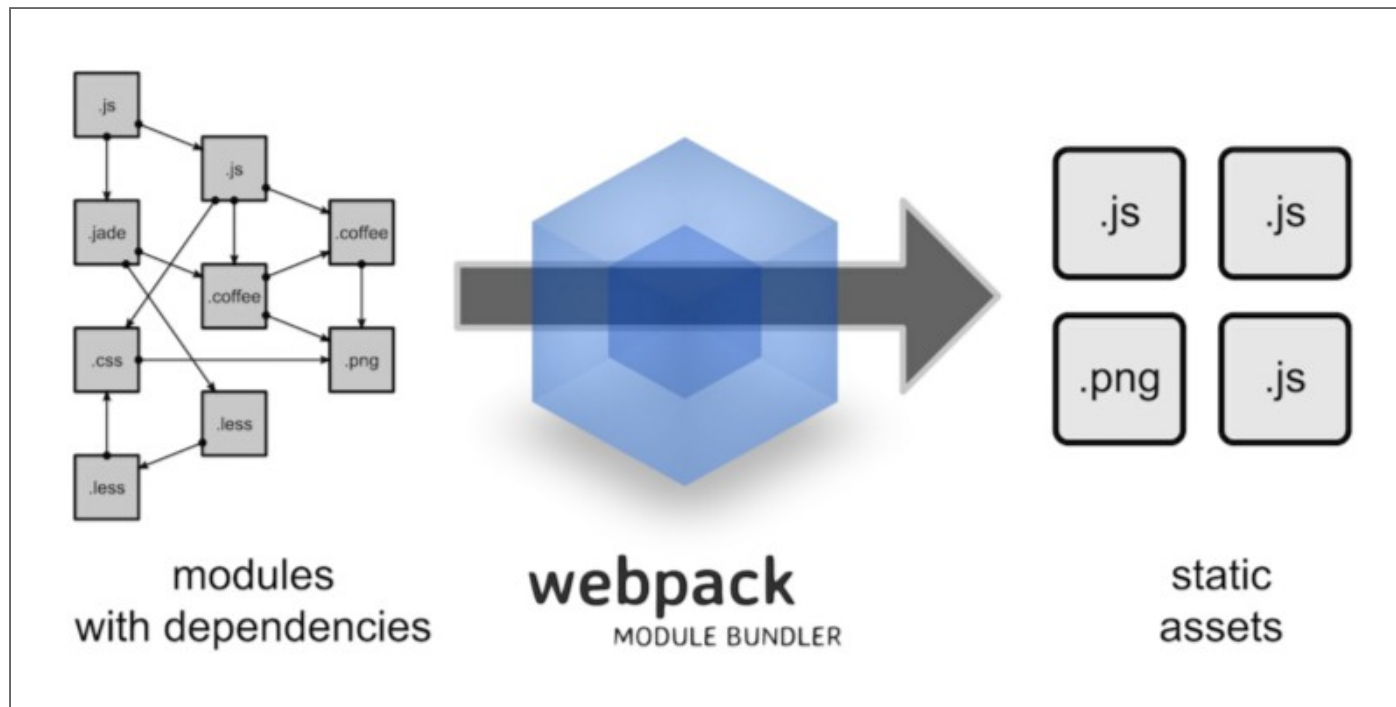 .js
.js
.jade
.coffee
.coffee
.css
.png
.less
.less
modules
with dependencies
webpack
MODULE BUNDLER
.js
.js
.png
.js
static
assets